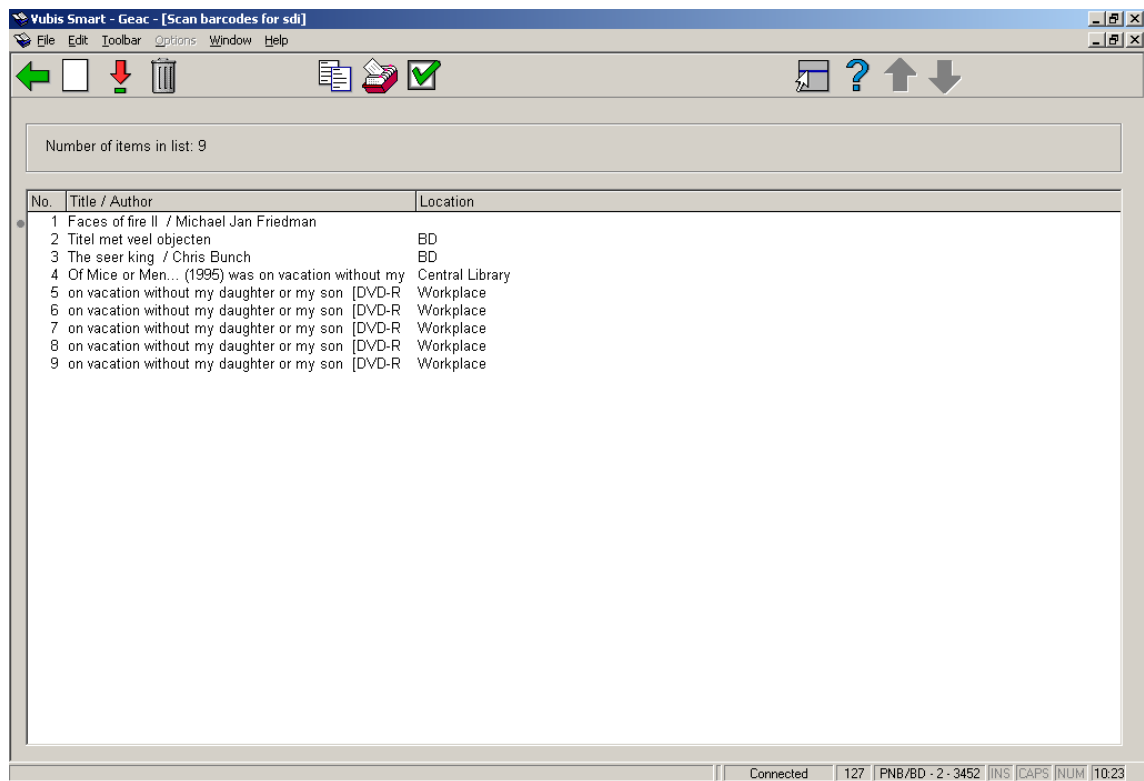 Vubis Smart - Geac - [Scan barcodes for sdi]
File Edit Toolbar Options Window Help
Number of items in list: 9
No. Title / Author Location
1 Faces of fire II / Michael Jan Friedman
2 Titel met veel objecten BD
3 The seer king / Chris Bunch BD
4 Of Mice or Men... (1995) was on vacation without my Central Library
5 on vacation without my daughter or my son [DVD-R Workplace
6 on vacation without my daughter or my son [DVD-R Workplace
7 on vacation without my daughter or my son [DVD-R Workplace
8 on vacation without my daughter or my son [DVD-R Workplace
9 on vacation without my daughter or my son [DVD-R Workplace
Connected 127 PNB/BD - 2 - 3452 INS CAPS NUM 10:23